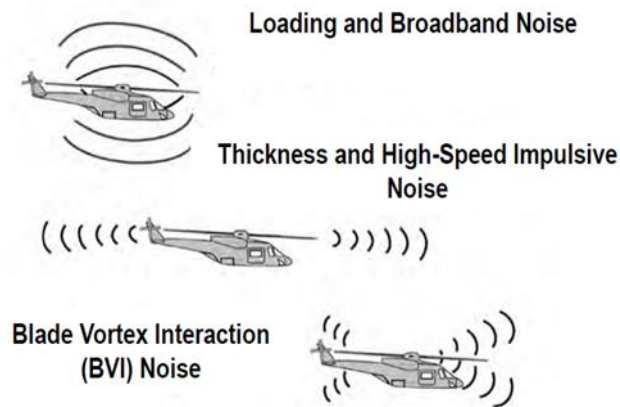 Loading and Broadband Noise
Thickness and High-Speed Impulsive
Noise
Blade Vortex Interaction
(BVI) Noise